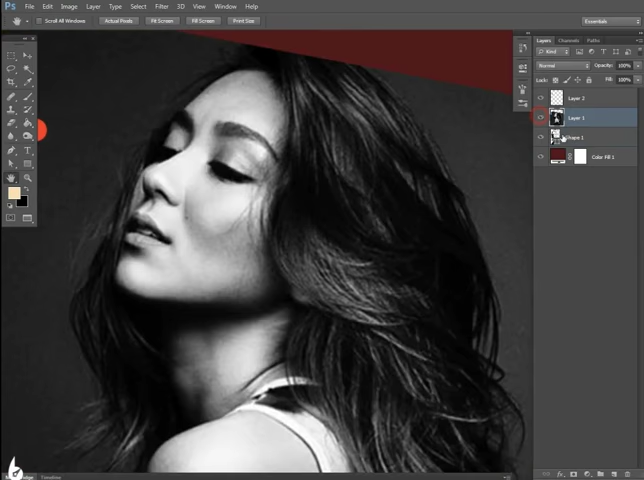 Ps File Edit Image Layer Type Select Filter 3D View Window Help
Scroll All Windows Actual Pixels Fit Screen Fill Screen Print Size Essentials
Layers Channels Paths
Kind
Normal Opacity: 100%
Lock: Fill: 100%
Layer 2
Layer 1
Shape 1
Color Fill 1
Timeline